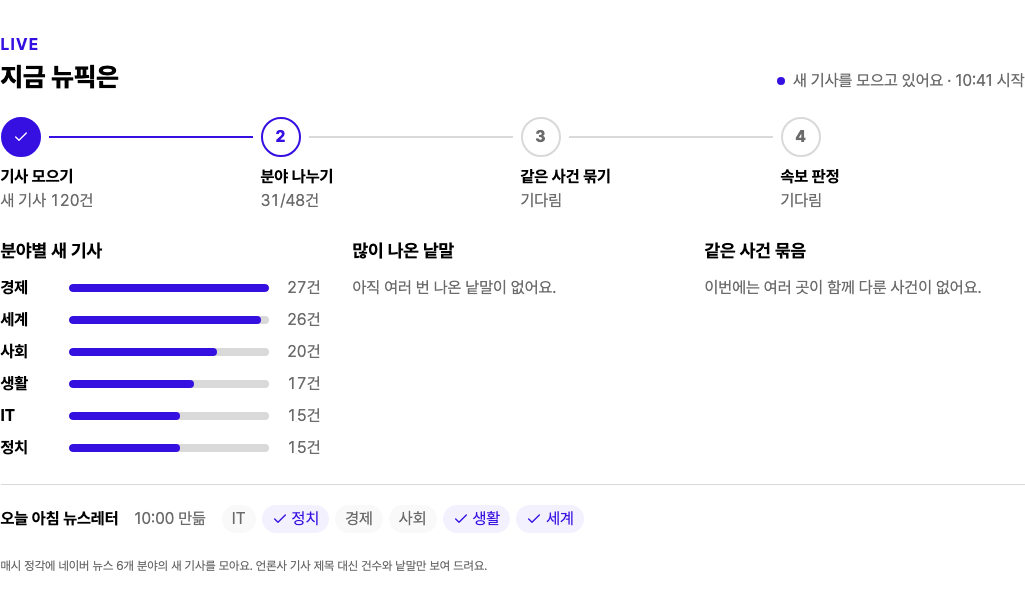 LIVE
지금 뉴픽은
새 기사를 모으고 있어요 · 10:41 시작
2
3
4
기사 모으기
새 기사 120건
분야 나누기
31/48건
같은 사건 묶기
기다림
속보 판정
기다림
분야별 새 기사
경제 27건
세계 26건
사회 20건
생활 17건
IT 15건
정치 15건
많이 나온 낱말
아직 여러 번 나온 낱말이 없어요.
같은 사건 묶음
이번에는 여러 곳이 함께 다룬 사건이 없어요.
오늘 아침 뉴스레터 10:00 만듦 IT 정치 경제 사회 생활 세계
매시 정각에 네이버 뉴스 6개 분야의 새 기사를 모아요. 언론사 기사 제목 대신 건수와 낱말만 보여 드려요.